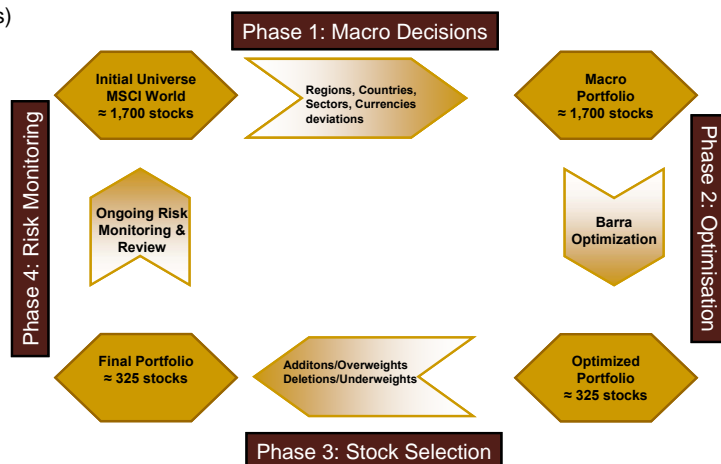 s)
Phase 1: Macro Decisions
Initial Universe
MSCI World
≈ 1,700 stocks
Regions, Countries,
Sectors, Currencies
deviations
Macro
Portfolio
≈ 1,700 stocks
Phase 2: Optimisation
Barra
Optimization
Optimized
Portfolio
≈ 325 stocks
Phase 3: Stock Selection
Additons/Overweights
Deletions/Underweights
Final Portfolio
≈ 325 stocks
Phase 4: Risk Monitoring
Ongoing Risk
Monitoring &
Review